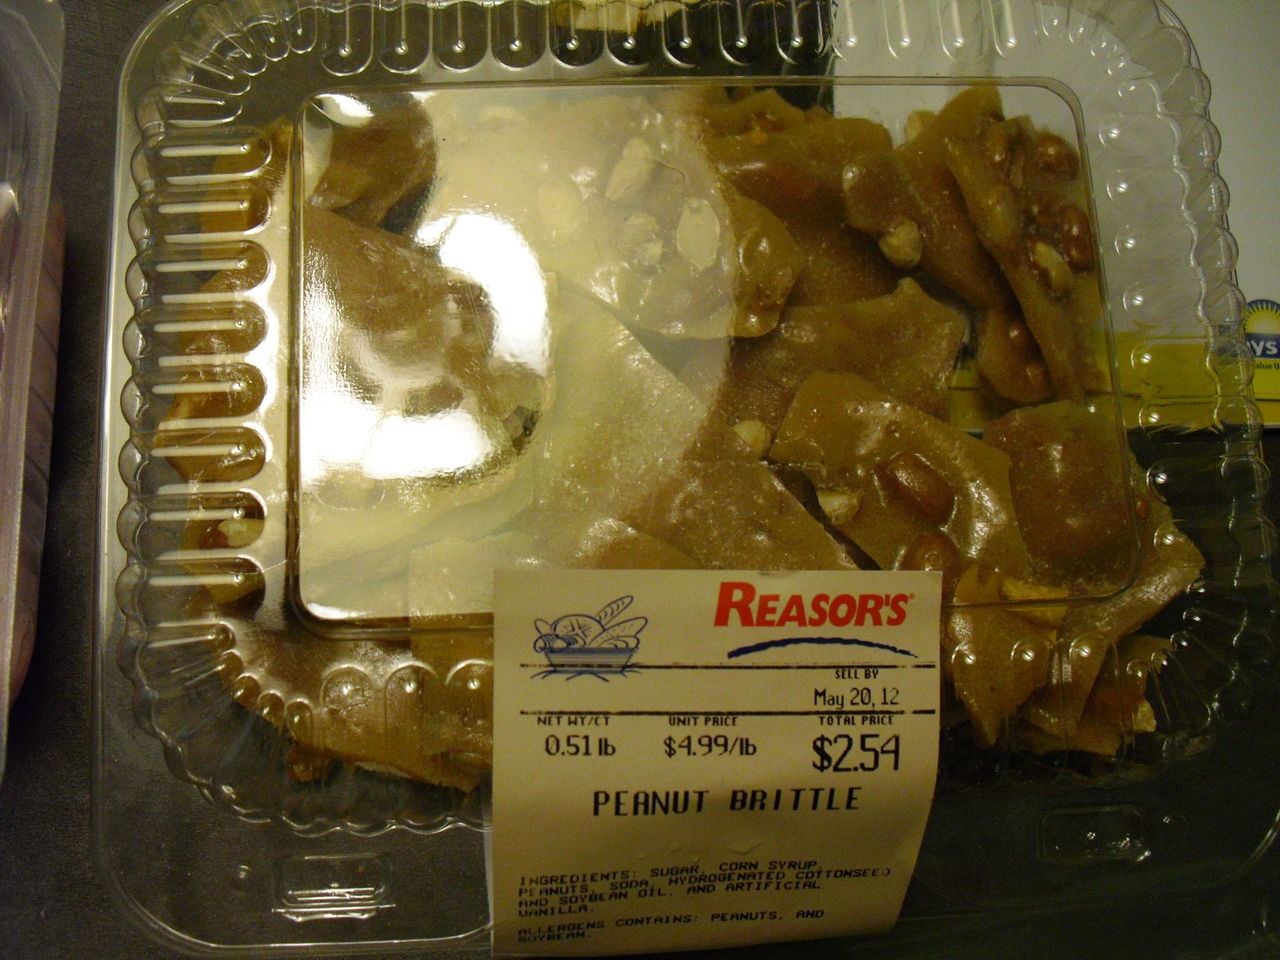 REASOR'S®
SELL BY
May 20, 12
NET WT/CT UNIT PRICE TOTAL PRICE
0.51 lb $4.99/lb $2.54
PEANUT BRITTLE
INGREDIENTS: SUGAR, CORN SYRUP,
PEANUTS, SODA, HYDROGENATED COTTONSEED
AND SOYBEAN OIL, AND ARTIFICIAL
VANILLA.
ALLERGENS CONTAINS: PEANUTS, AND
SOYBEAN.